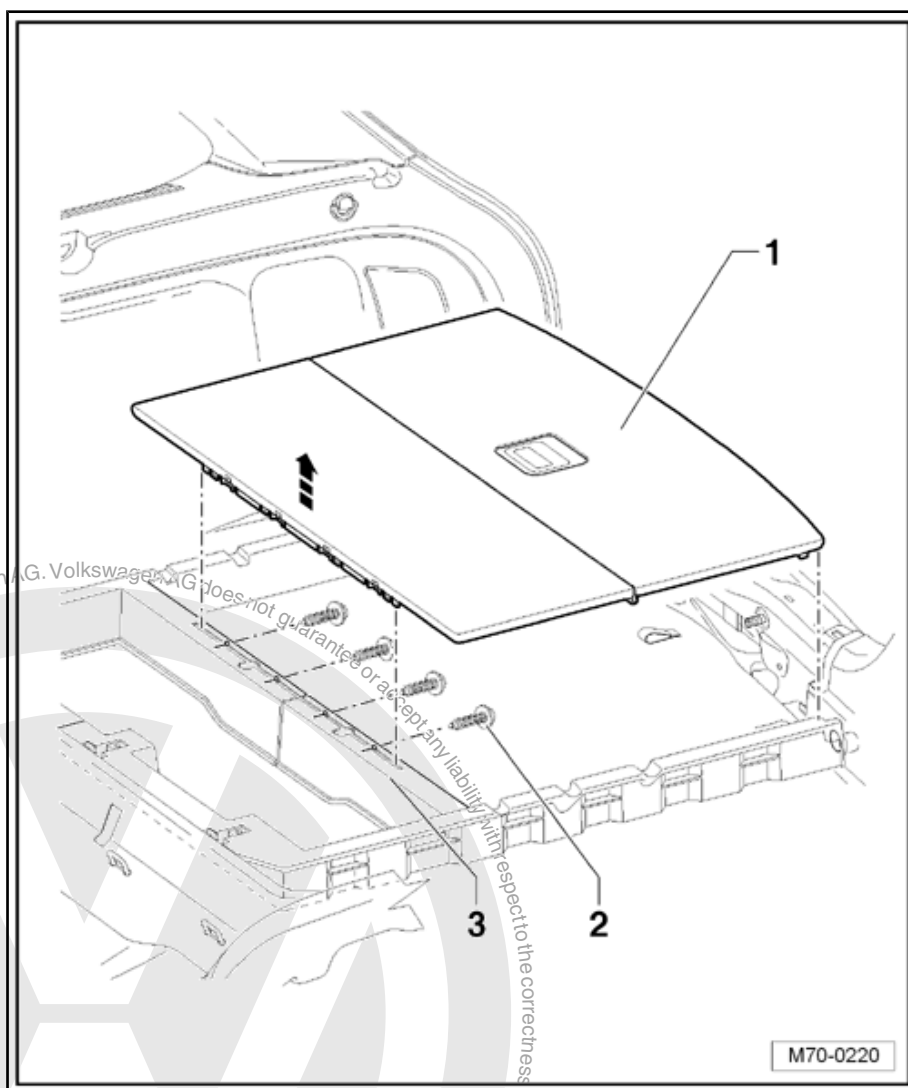 1
AG. Volkswagen AG does not guarantee or accept any liability with respect to the correctness
2
3
M70-0220